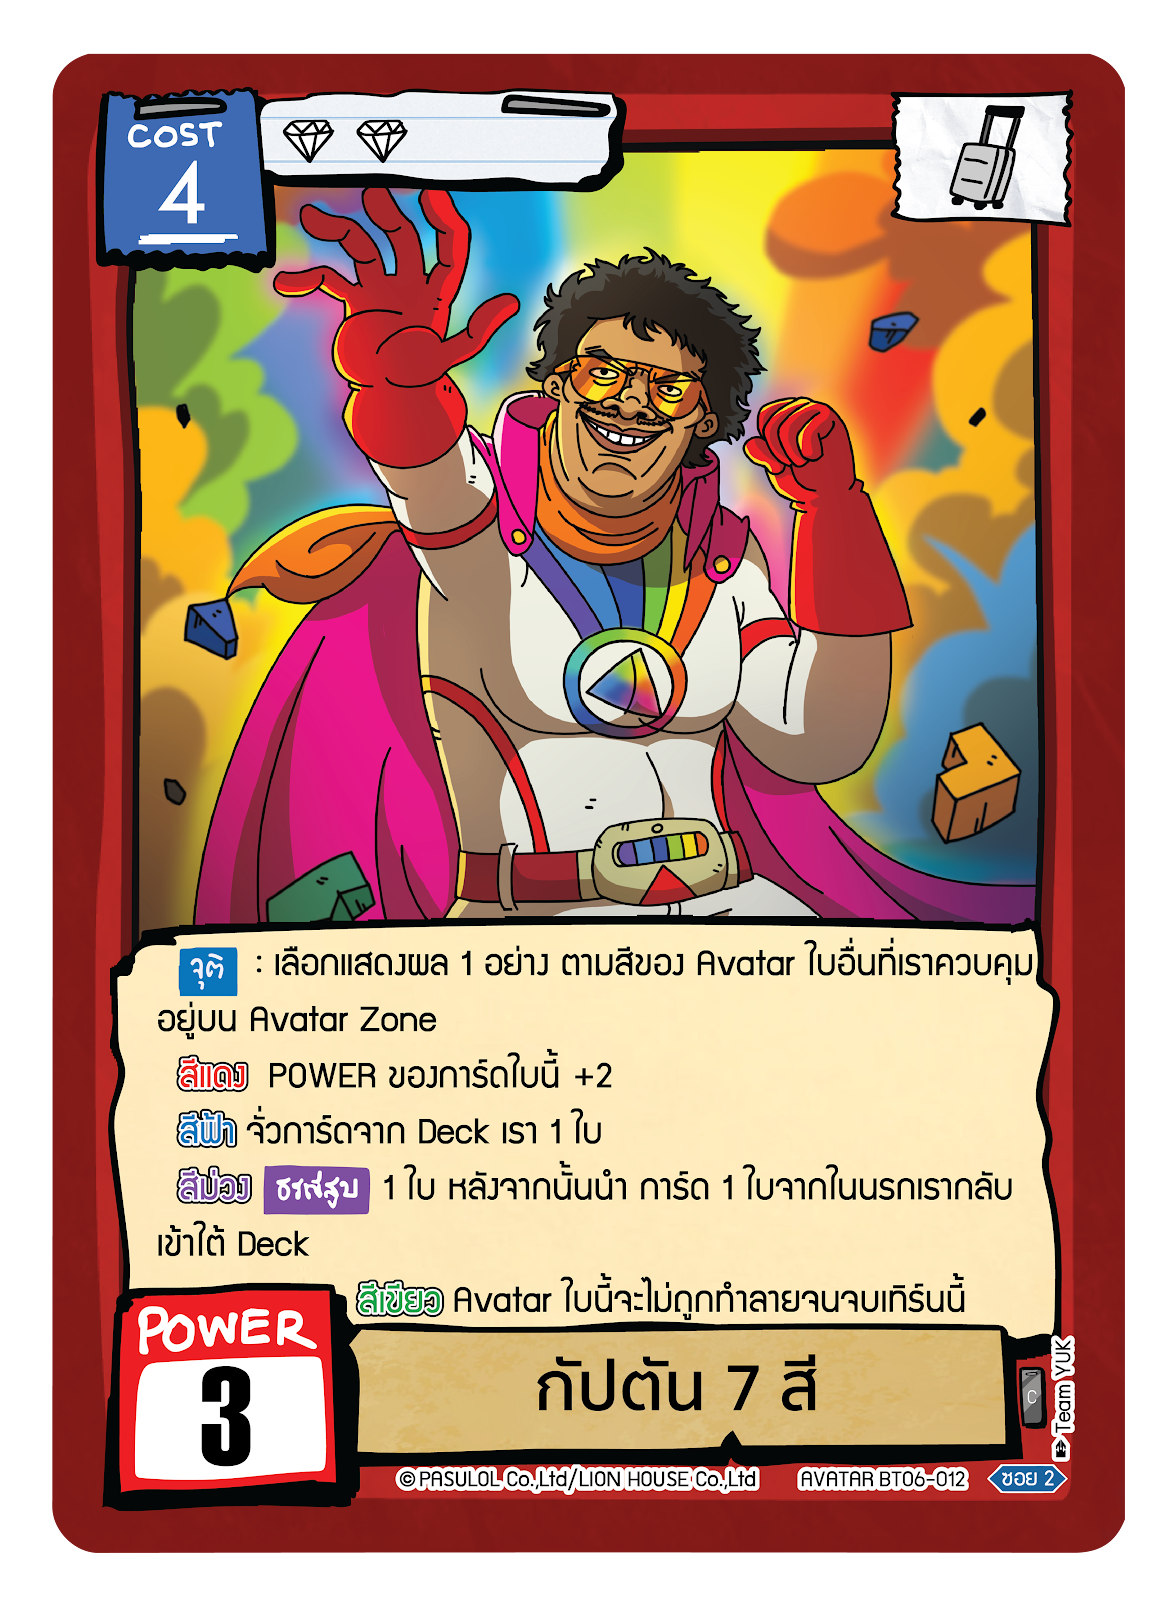 COST
4
จุติ : เลือกแสดงผล 1 อย่าง ตามสีของ Avatar ใบอื่นที่เราควบคุม
อยู่บน Avatar Zone
สีแดง POWER ของการ์ดใบนี้ +2
สีฟ้า จั่วการ์ดจาก Deck เรา 1 ใบ
สีม่วง ธรณีสูบ 1 ใบ หลังจากนั้นนำ การ์ด 1 ใบจากในนรกเรากลับ
เข้าใต้ Deck
สีเขียว Avatar ใบนี้จะไม่ถูกทำลายจนจบเทิร์นนี้
POWER
3
กัปตัน 7 สี
C
Team YUK
© PASULOL Co.,Ltd/LION HOUSE Co.,Ltd AVATAR BT06-012 ซอย 2